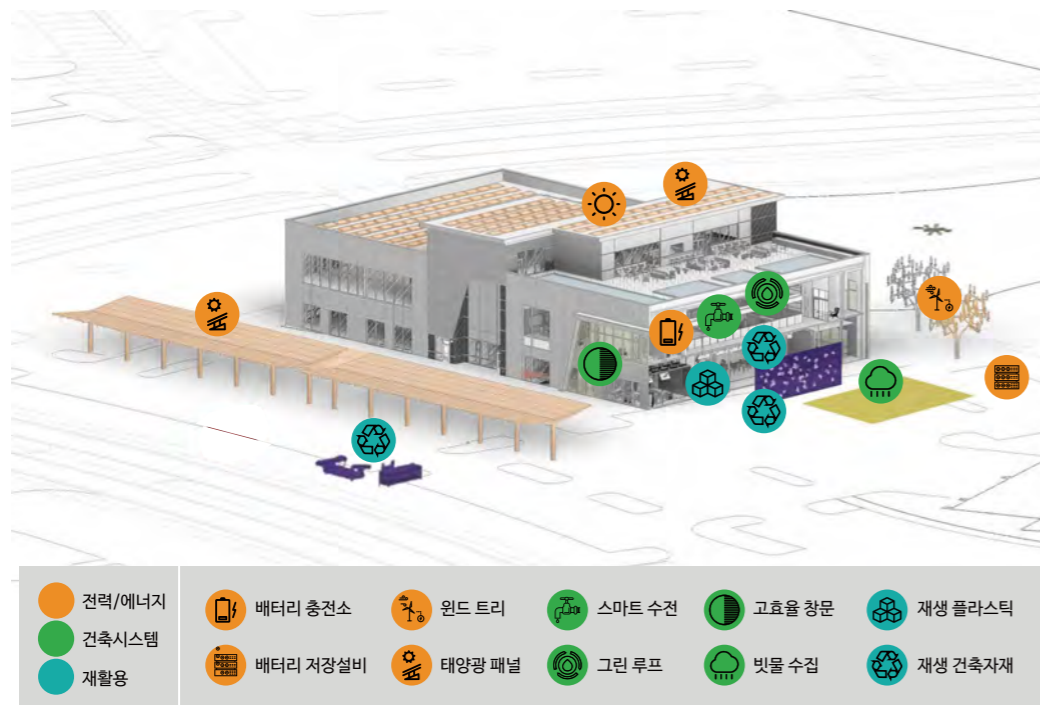 전력/에너지
건축시스템
재활용
배터리 충전소
윈드 트리
스마트 수전
고효율 창문
재생 플라스틱
배터리 저장설비
태양광 패널
그린 루프
빗물 수집
재생 건축자재